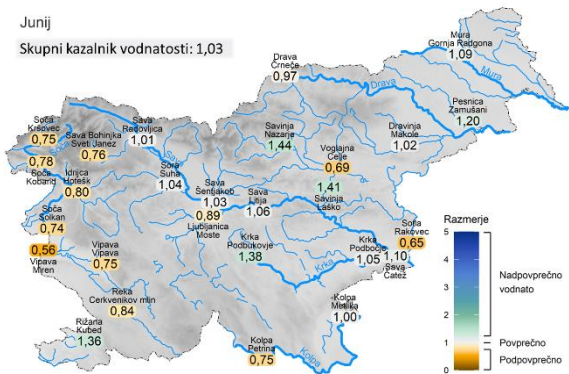 Junij
Skupni kazalnik vodnatosti: 1,03
Mura
Gornja Radgona
1,09
Mura
Drava
Črneče
0,97
Drava
Pesnica
Zamušani
1,20
Dravinja
Makole
1,02
Savinja
Nazarje
1,44
Voglajna
Celje
0,69
1,41
Savinja
Laško
Soča
Kršovec
0,75
0,78
Soča
Kobarid
Sava Bohinjka
Sveti Janez
0,76
Sava
Radovljica
1,01
Sava
Idrijca
Hotešk
0,80
Sora
Suha
1,04
Sava
Šentjakob
1,03
0,89
Ljubljanica
Moste
Sava
Litija
1,06
Soča
Solkan
0,74
0,56
Vipava
Miren
Vipava
Vipava
0,75
Krka
Podbukovje
1,38
Krka
Krka
Podbočje
1,05
1,10
Sava
Čatež
Sotla
Rakovec
0,65
Reka
Cerkvenikov mlin
0,84
Rižana
Kubed
1,36
Kolpa
Metlika
1,00
Kolpa
Petrina
0,75
Kolpa
Razmerje
5
4
3
2
1
0
Nadpovprečno
vodnato
Povprečno
Podpovprečno